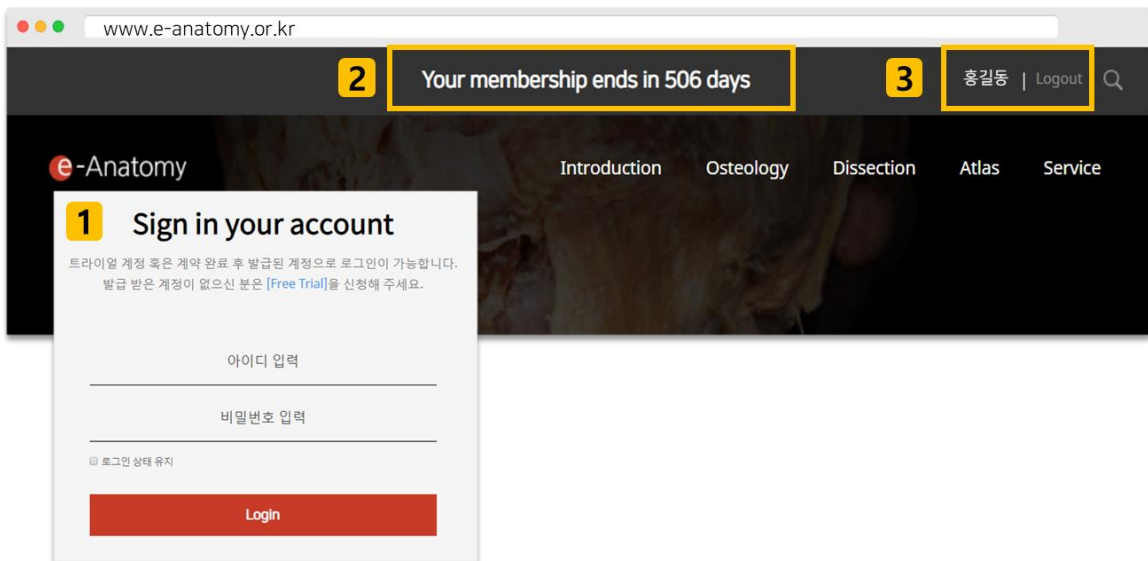 www.e-anatomy.or.kr
2
Your membership ends in 506 days
3
홍길동 | Logout
e-Anatomy
Introduction Osteology Dissection Atlas Service
1
Sign in your account
트라이얼 계정 혹은 계약 완료 후 발급된 계정으로 로그인이 가능합니다.
발급 받은 계정이 없으신 분은 [Free Trial]을 신청해 주세요.
아이디 입력
비밀번호 입력
로그인 상태 유지
Login